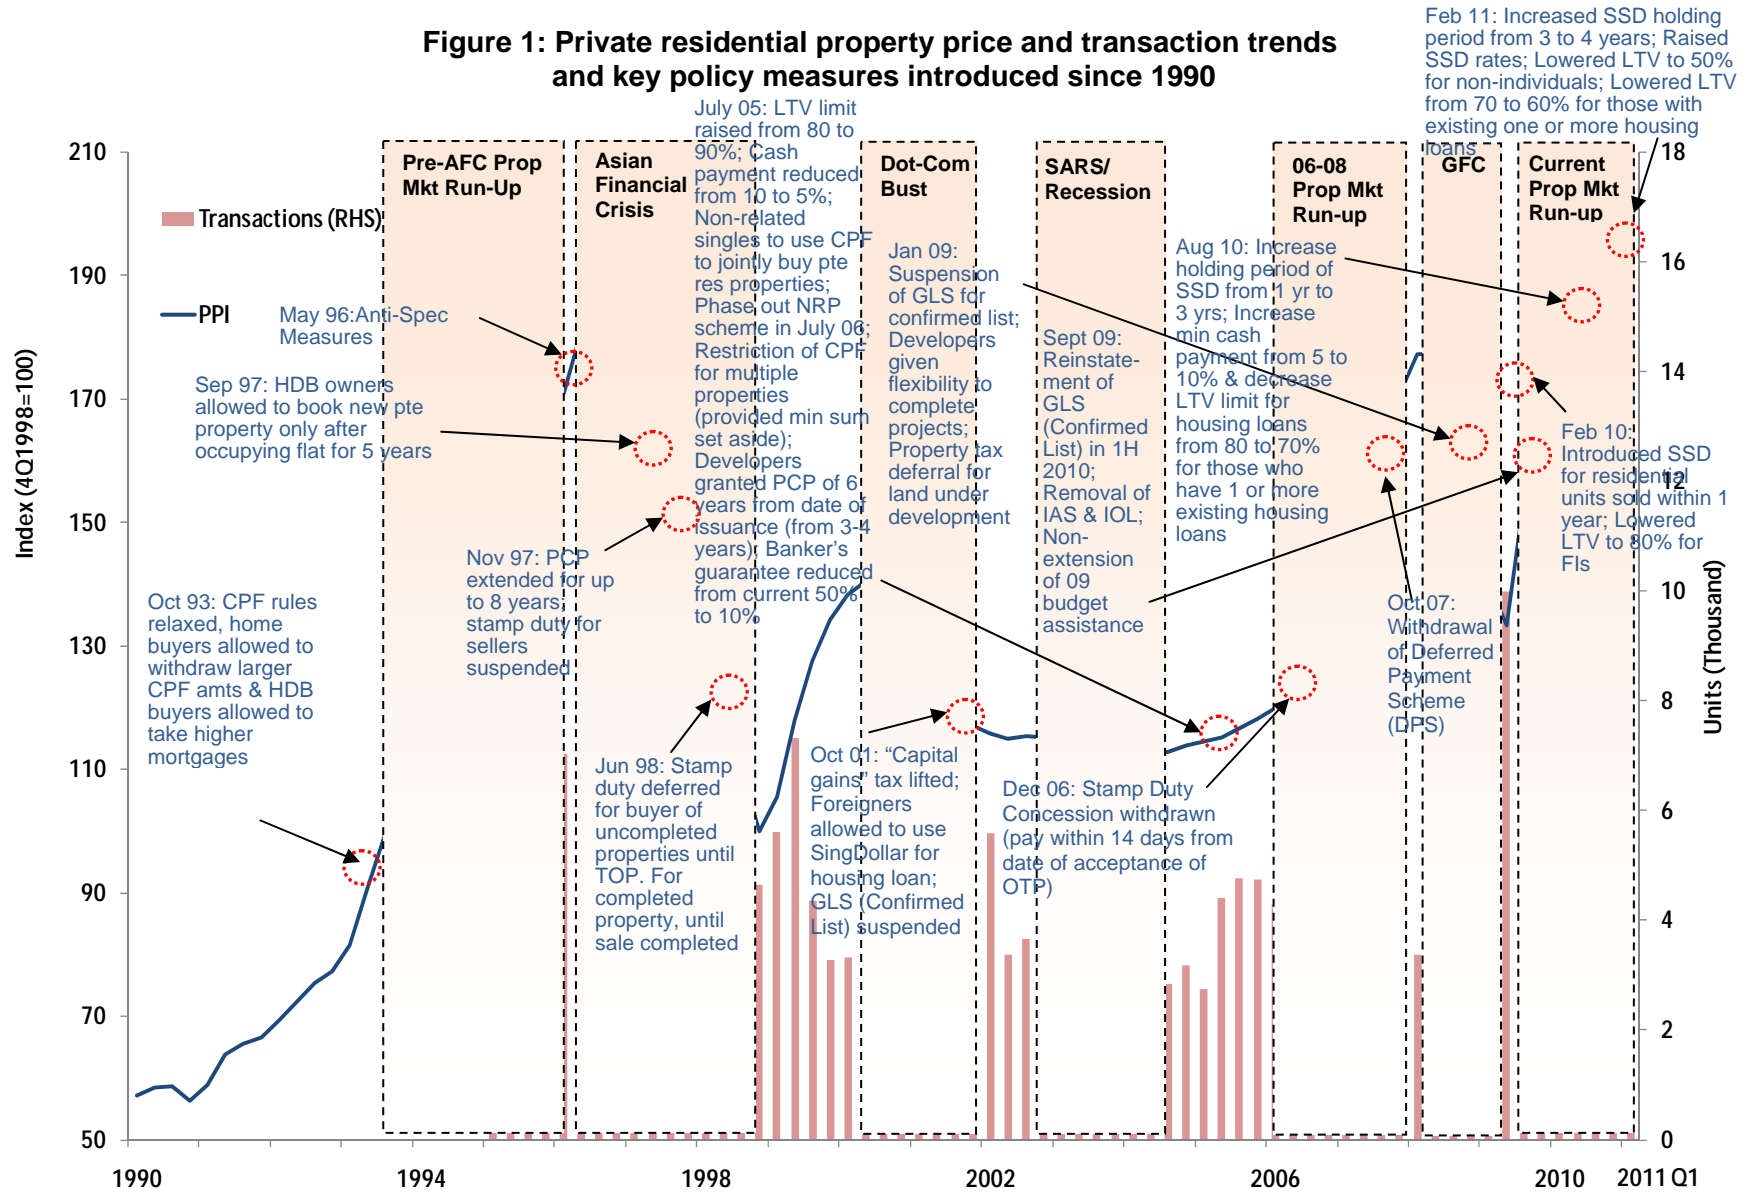 Figure 1: Private residential property price and transaction trends
and key policy measures introduced since 1990
Feb 11: Increased SSD holding
period from 3 to 4 years; Raised
SSD rates; Lowered LTV to 50%
for non-individuals; Lowered LTV
from 70 to 60% for those with
existing one or more housing
loans
July 05: LTV limit
raised from 80 to
90%; Cash
payment reduced
from 10 to 5%;
Non-related
singles to use CPF
to jointly buy pte
res properties;
Phase out NRP
scheme in July 06;
Restriction of CPF
for multiple
properties
(provided min sum
set aside);
Developers
granted PCP of 6
years from date of
issuance (from 3-4
years); Banker's
guarantee reduced
from current 50%
to 10%
Pre-AFC Prop
Mkt Run-Up
Asian
Financial
Crisis
Dot-Com
Bust
SARS/
Recession
06-08
Prop Mkt
Run-up
GFC
Current
Prop Mkt
Run-up
Transactions (RHS)
PPI
May 96:Anti-Spec
Measures
Sep 97: HDB owners
allowed to book new pte
property only after
occupying flat for 5 years
Nov 97: PCP
extended for up
to 8 years;
stamp duty for
sellers
suspended
Oct 93: CPF rules
relaxed, home
buyers allowed to
withdraw larger
CPF amts & HDB
buyers allowed to
take higher
mortgages
Jun 98: Stamp
duty deferred
for buyer of
uncompleted
properties until
TOP. For
completed
property, until
sale completed
Jan 09:
Suspension
of GLS for
confirmed list;
Developers
given
flexibility to
complete
projects;
Property tax
deferral for
land under
development
Sept 09:
Reinstate-
ment of
GLS
(Confirmed
List) in 1H
2010;
Removal of
IAS & IOL;
Non-
extension
of 09
budget
assistance
Aug 10: Increase
holding period of
SSD from 1 yr to
3 yrs; Increase
min cash
payment from 5 to
10% & decrease
LTV limit for
housing loans
from 80 to 70%
for those who
have 1 or more
existing housing
loans
Feb 10:
Introduced SSD
for residential
units sold within 1
year; Lowered
LTV to 80% for
FIs
Oct 07:
Withdrawal
of Deferred
Payment
Scheme
(DPS)
Oct 01: “Capital
gains” tax lifted;
Foreigners
allowed to use
SingDollar for
housing loan;
GLS (Confirmed
List) suspended
Dec 06: Stamp Duty
Concession withdrawn
(pay within 14 days from
date of acceptance of
OTP)
Index (4Q1998=100)
210
190
170
150
130
110
90
70
50
Units (Thousand)
18
16
14
12
10
8
6
4
2
0
1990
1994
1998
2002
2006
2010
2011 Q1